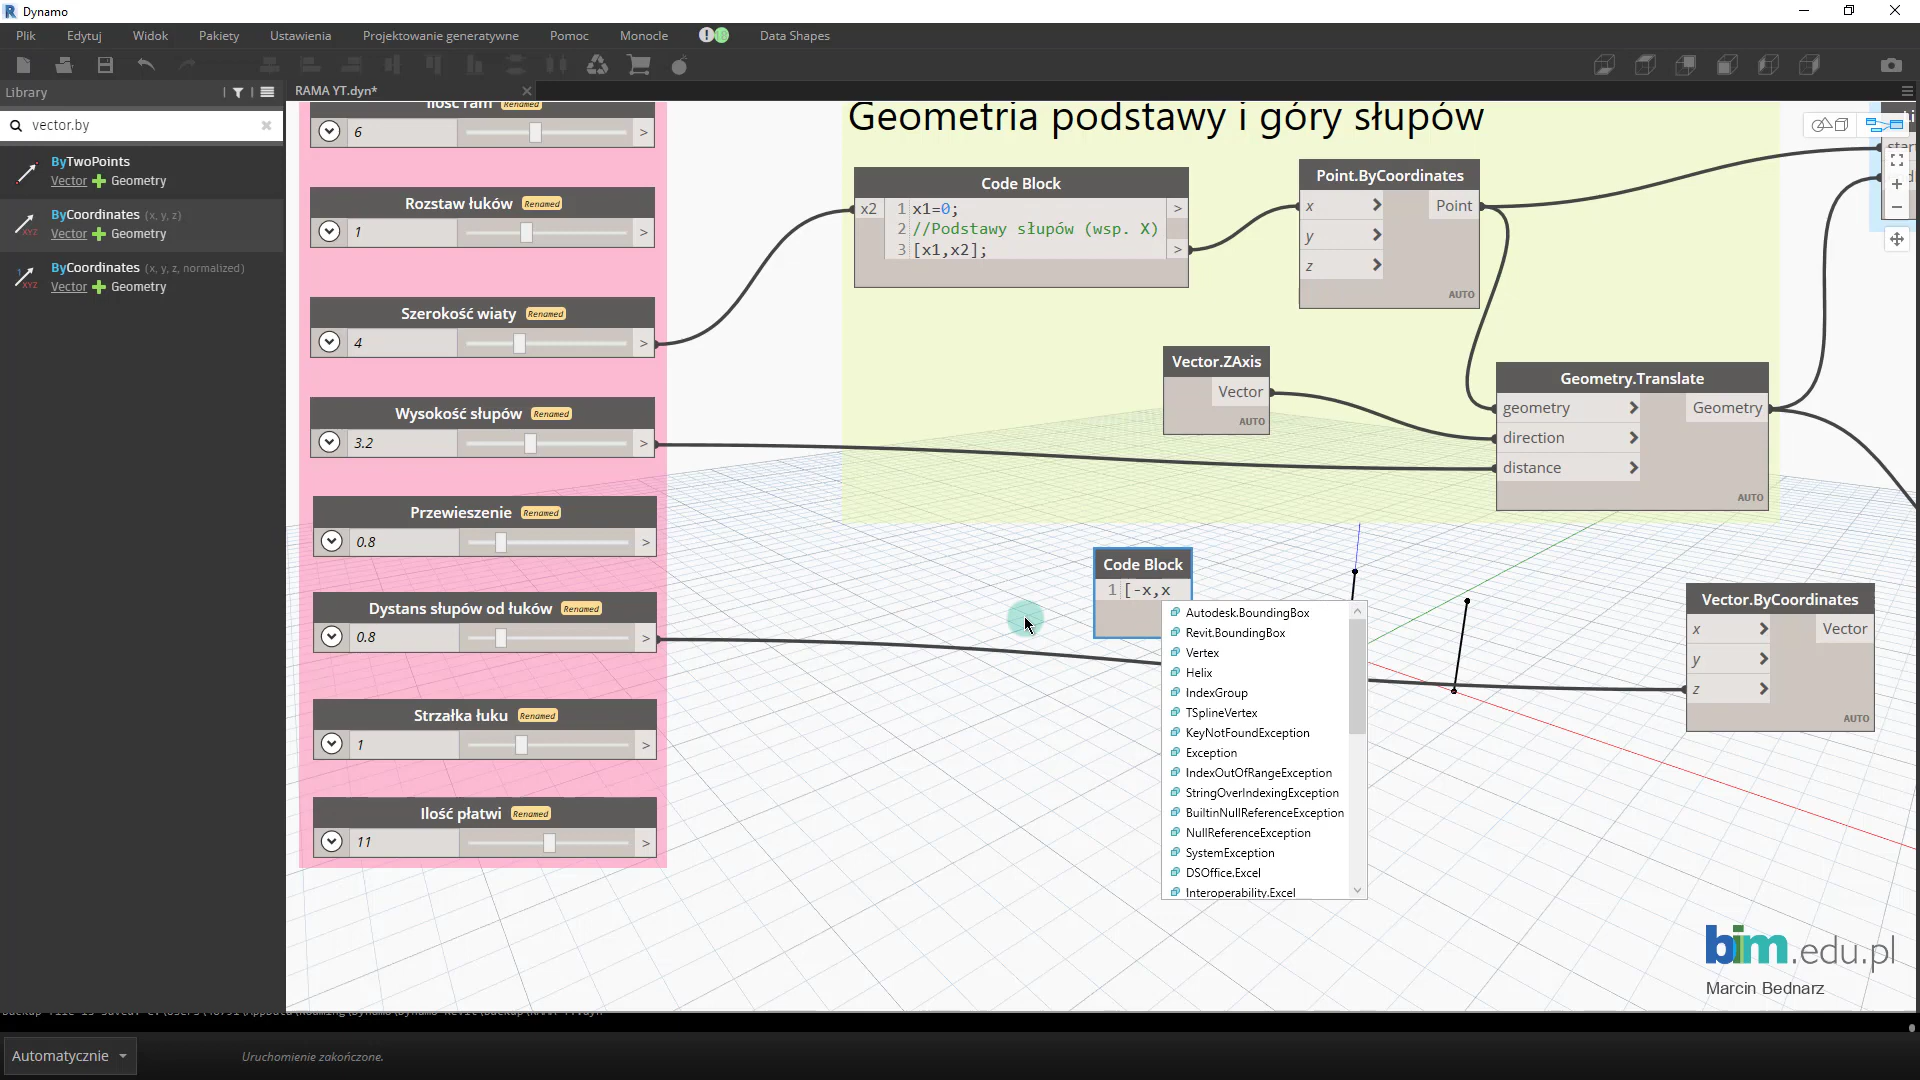 Dynamo
Plik Edytuj Widok Pakiety Ustawienia Projektowanie generatywne Pomoc Monocle Data Shapes
Library
RAMA YT.dyn*
vector.by
ByTwoPoints
Vector Geometry
ByCoordinates (x, y, z)
Vector Geometry
ByCoordinates (x, y, z, normalized)
Vector Geometry
Ilość ram Renamed
6 >
Rozstaw łuków Renamed
1 >
Szerokość wiaty Renamed
4 >
Wysokość słupów Renamed
3.2 >
Przewieszenie Renamed
0.8 >
Dystans słupów od łuków Renamed
0.8 >
Strzałka łuku Renamed
1 >
Ilość płatwi Renamed
11 >
Geometria podstawy i góry słupów
Code Block
x2 1 x1=0; >
2 //Podstawy słupów (wsp. X)
3 [x1,x2]; >
Point.ByCoordinates
x > Point
y >
z >
AUTO
Vector.ZAxis
Vector
AUTO
Geometry.Translate
geometry > Geometry
direction >
distance >
AUTO
Code Block
1 [-x,x
Autodesk.BoundingBox
Revit.BoundingBox
Vertex
Helix
IndexGroup
TSplineVertex
KeyNotFoundException
Exception
IndexOutOfRangeException
StringOverIndexingException
BuiltinNullReferenceException
NullReferenceException
SystemException
DSOffice.Excel
Interoperability.Excel
Vector.ByCoordinates
x > Vector
y >
z >
AUTO
bim.edu.pl
Marcin Bednarz
Automatycznie
Uruchomienie zakończone.